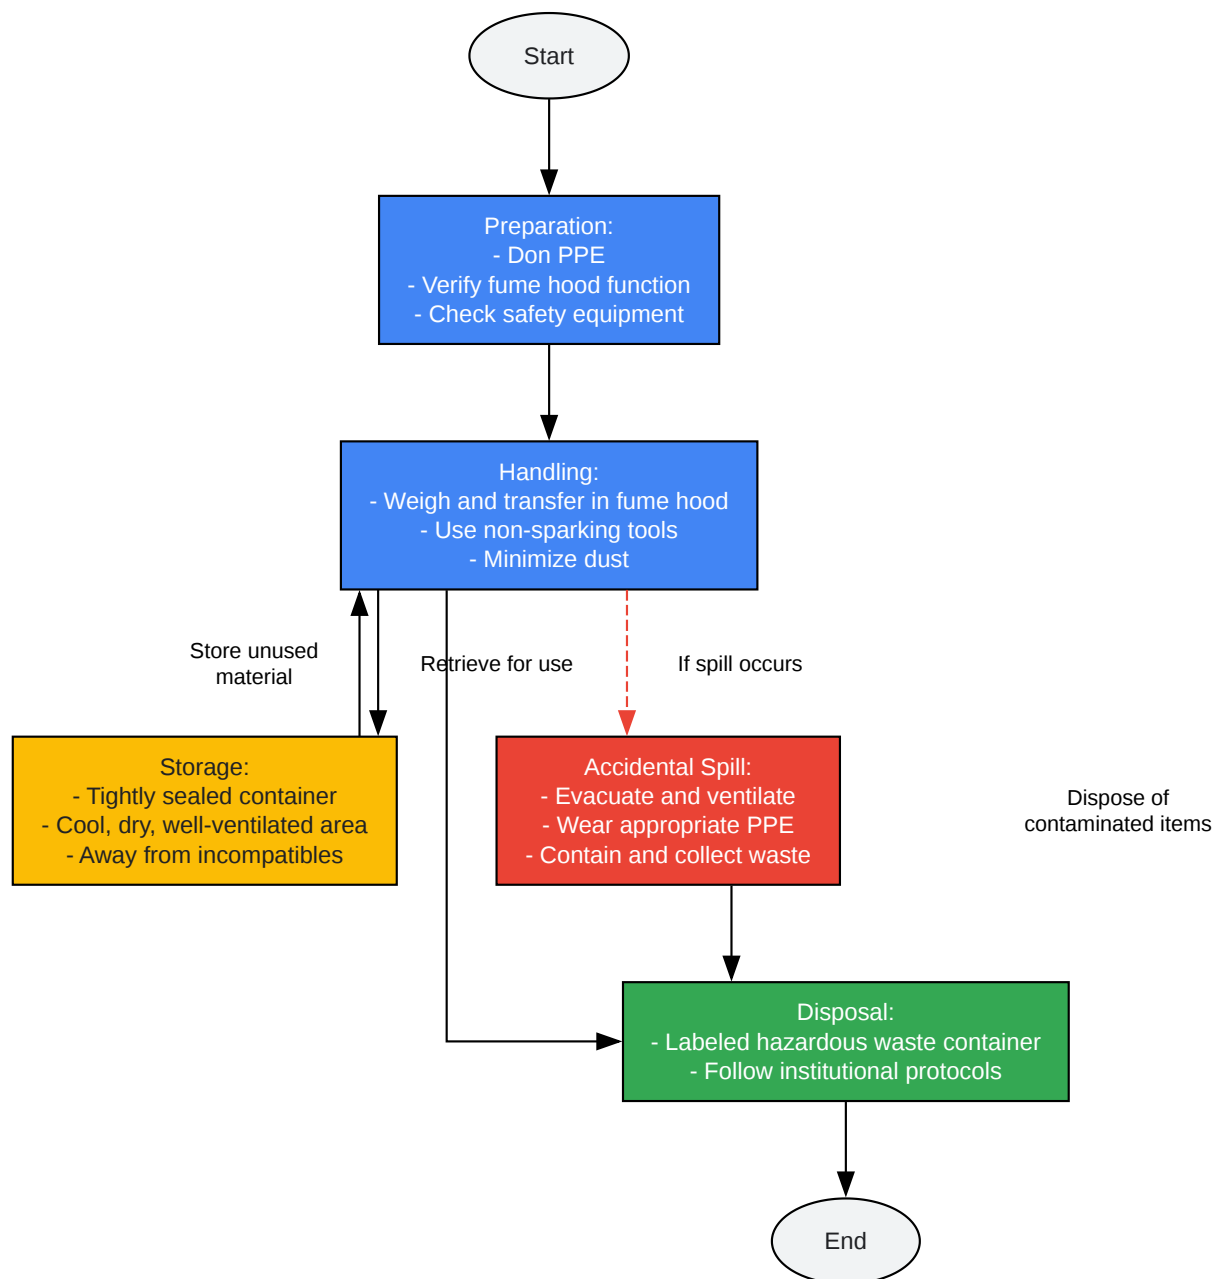 Start
Preparation:
- Don PPE
- Verify fume hood function
- Check safety equipment
Handling:
- Weigh and transfer in fume hood
- Use non-sparking tools
- Minimize dust
Store unused
material
Retrieve for use
If spill occurs
Storage:
- Tightly sealed container
- Cool, dry, well-ventilated area
- Away from incompatibles
Accidental Spill:
- Evacuate and ventilate
- Wear appropriate PPE
- Contain and collect waste
Dispose of
contaminated items
Disposal:
- Labeled hazardous waste container
- Follow institutional protocols
End